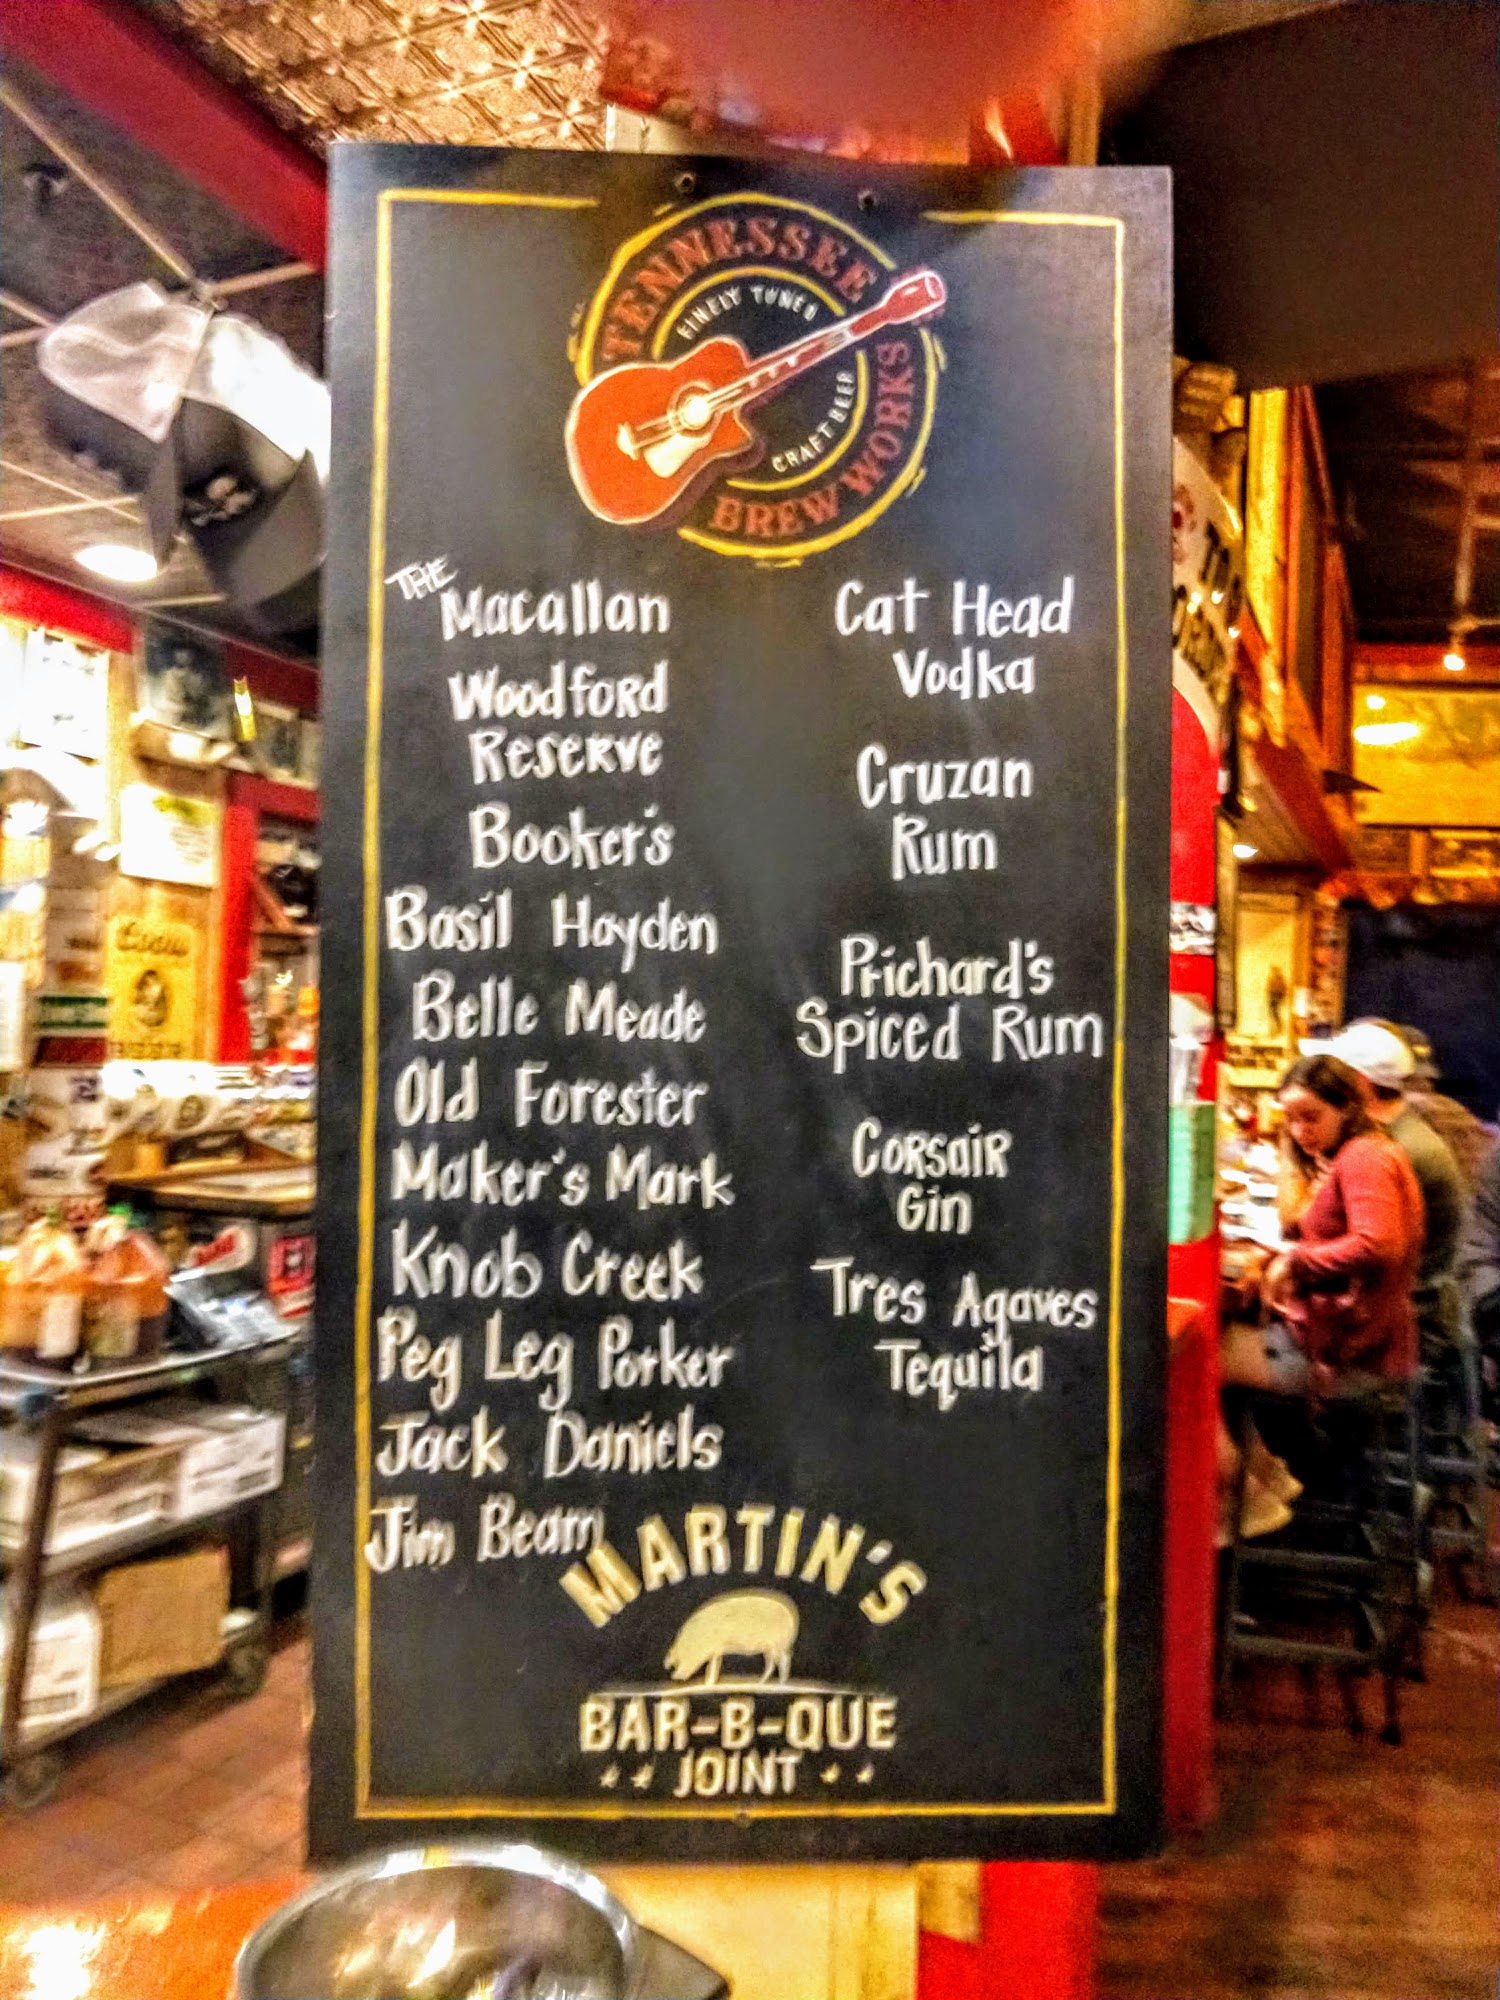 TENNESSEE
FINELY TUNED
CRAFT BEER
BREW WORKS
THE
Macallan
Woodford
Reserve
Booker's
Basil Hayden
Belle Meade
Old Forester
Maker's Mark
Knob Creek
Peg Leg Porker
Jack Daniels
Jim Beam
Cat Head
Vodka
Cruzan
Rum
Prichard's
Spiced Rum
Corsair
Gin
Tres Agaves
Tequila
MARTIN'S
BAR-B-QUE
JOINT